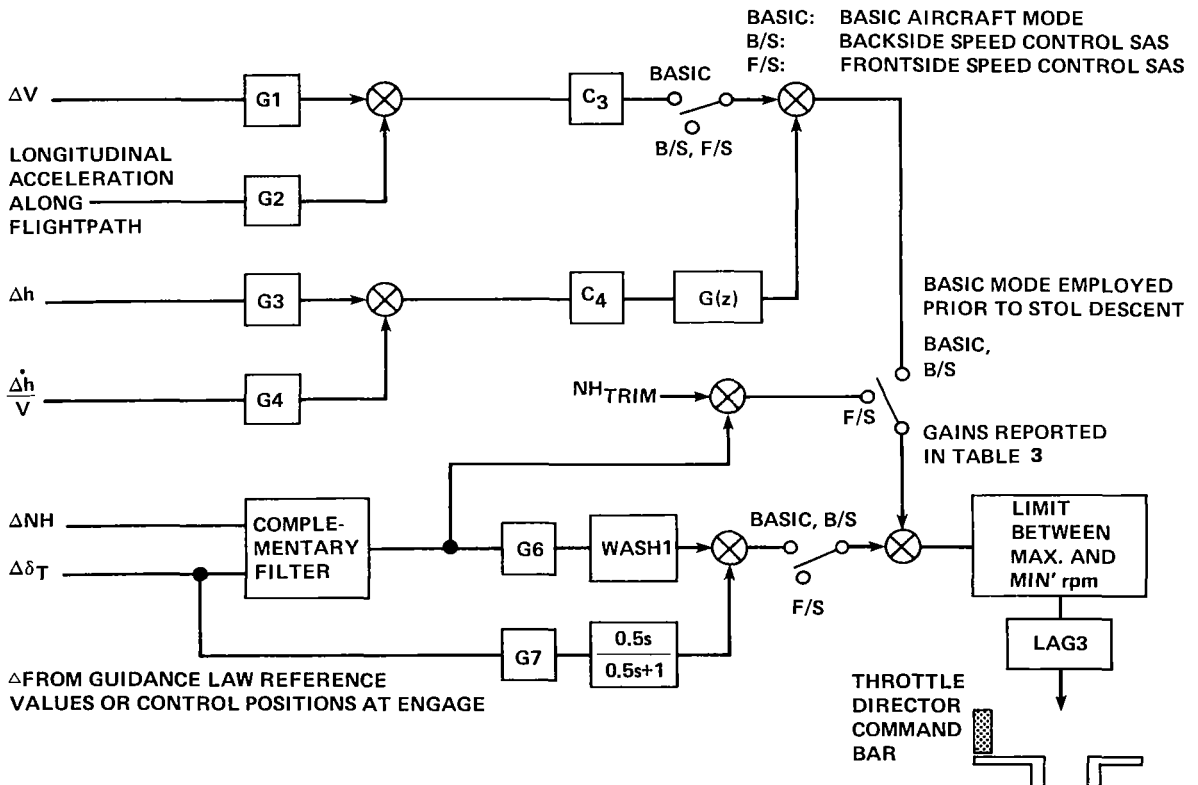 BASIC: BASIC AIRCRAFT MODE
B/S: BACKSIDE SPEED CONTROL SAS
F/S: FRONTSIDE SPEED CONTROL SAS
ΔV
G1
C3
BASIC
B/S, F/S
LONGITUDINAL
ACCELERATION
ALONG
FLIGHTPATH
G2
Δh
G3
C4
G(z)
Δḣ
V
G4
BASIC MODE EMPLOYED
PRIOR TO STOL DESCENT
BASIC,
B/S
NH TRIM
F/S
GAINS REPORTED
IN TABLE 3
ΔNH
ΔδT
COMPLE-
MENTARY
FILTER
G6
WASH1
BASIC, B/S
F/S
LIMIT
BETWEEN
MAX. AND
MIN' rpm
G7
0.5s
0.5s+1
LAG3
ΔFROM GUIDANCE LAW REFERENCE
VALUES OR CONTROL POSITIONS AT ENGAGE
THROTTLE
DIRECTOR
COMMAND
BAR